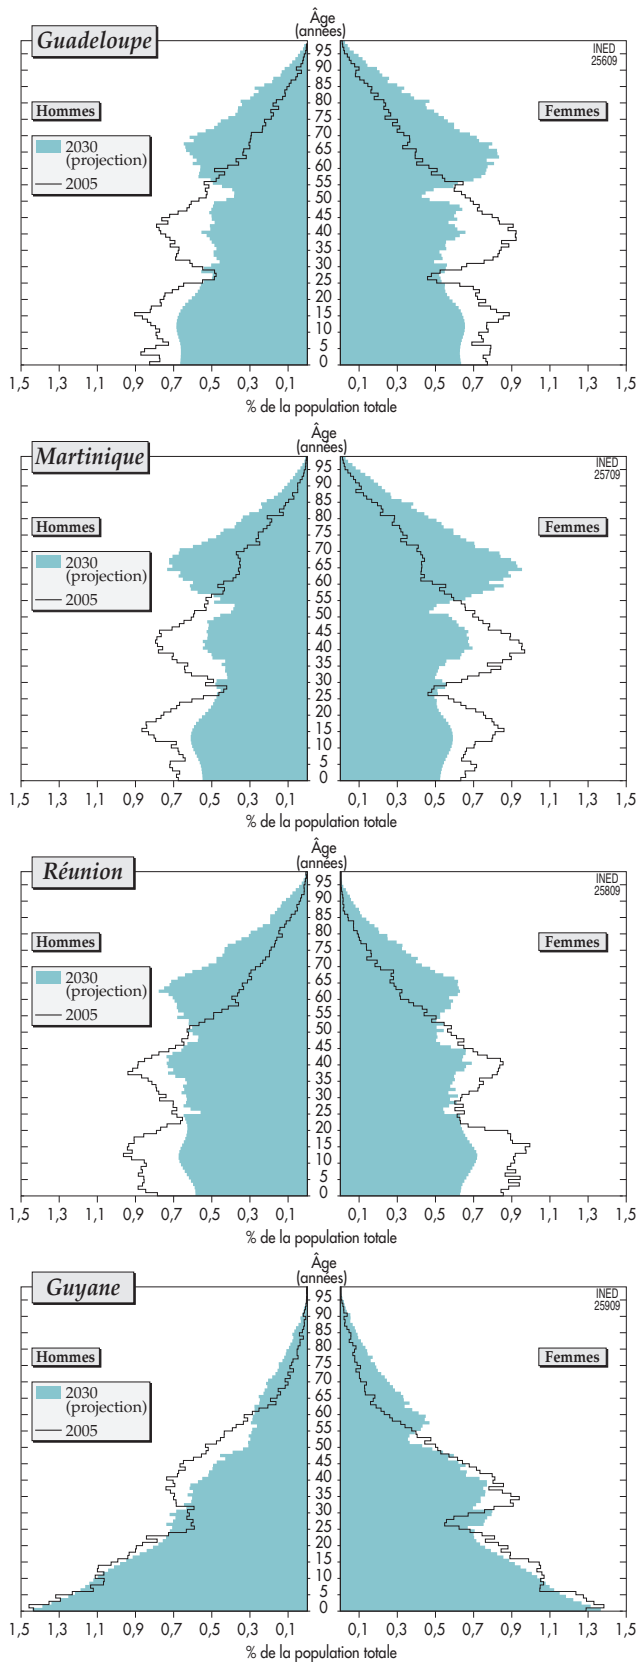 Guadeloupe
Âge
(années)
INED
25609
Hommes
Femmes
2030
(projection)
2005
95
90
85
80
75
70
65
60
55
50
45
40
35
30
25
20
15
10
5
0
1,5 1,3 1,1 0,9 0,7 0,5 0,3 0,1 0,1 0,3 0,5 0,7 0,9 1,1 1,3 1,5
% de la population totale
Martinique
Âge
(années)
INED
25709
Hommes
Femmes
2030
(projection)
2005
95
90
85
80
75
70
65
60
55
50
45
40
35
30
25
20
15
10
5
0
1,5 1,3 1,1 0,9 0,7 0,5 0,3 0,1 0,1 0,3 0,5 0,7 0,9 1,1 1,3 1,5
% de la population totale
Réunion
Âge
(années)
INED
25809
Hommes
Femmes
2030
(projection)
2005
95
90
85
80
75
70
65
60
55
50
45
40
35
30
25
20
15
10
5
0
1,5 1,3 1,1 0,9 0,7 0,5 0,3 0,1 0,1 0,3 0,5 0,7 0,9 1,1 1,3 1,5
% de la population totale
Guyane
Âge
(années)
INED
25909
Hommes
Femmes
2030
(projection)
2005
95
90
85
80
75
70
65
60
55
50
45
40
35
30
25
20
15
10
5
0
1,5 1,3 1,1 0,9 0,7 0,5 0,3 0,1 0,1 0,3 0,5 0,7 0,9 1,1 1,3 1,5
% de la population totale